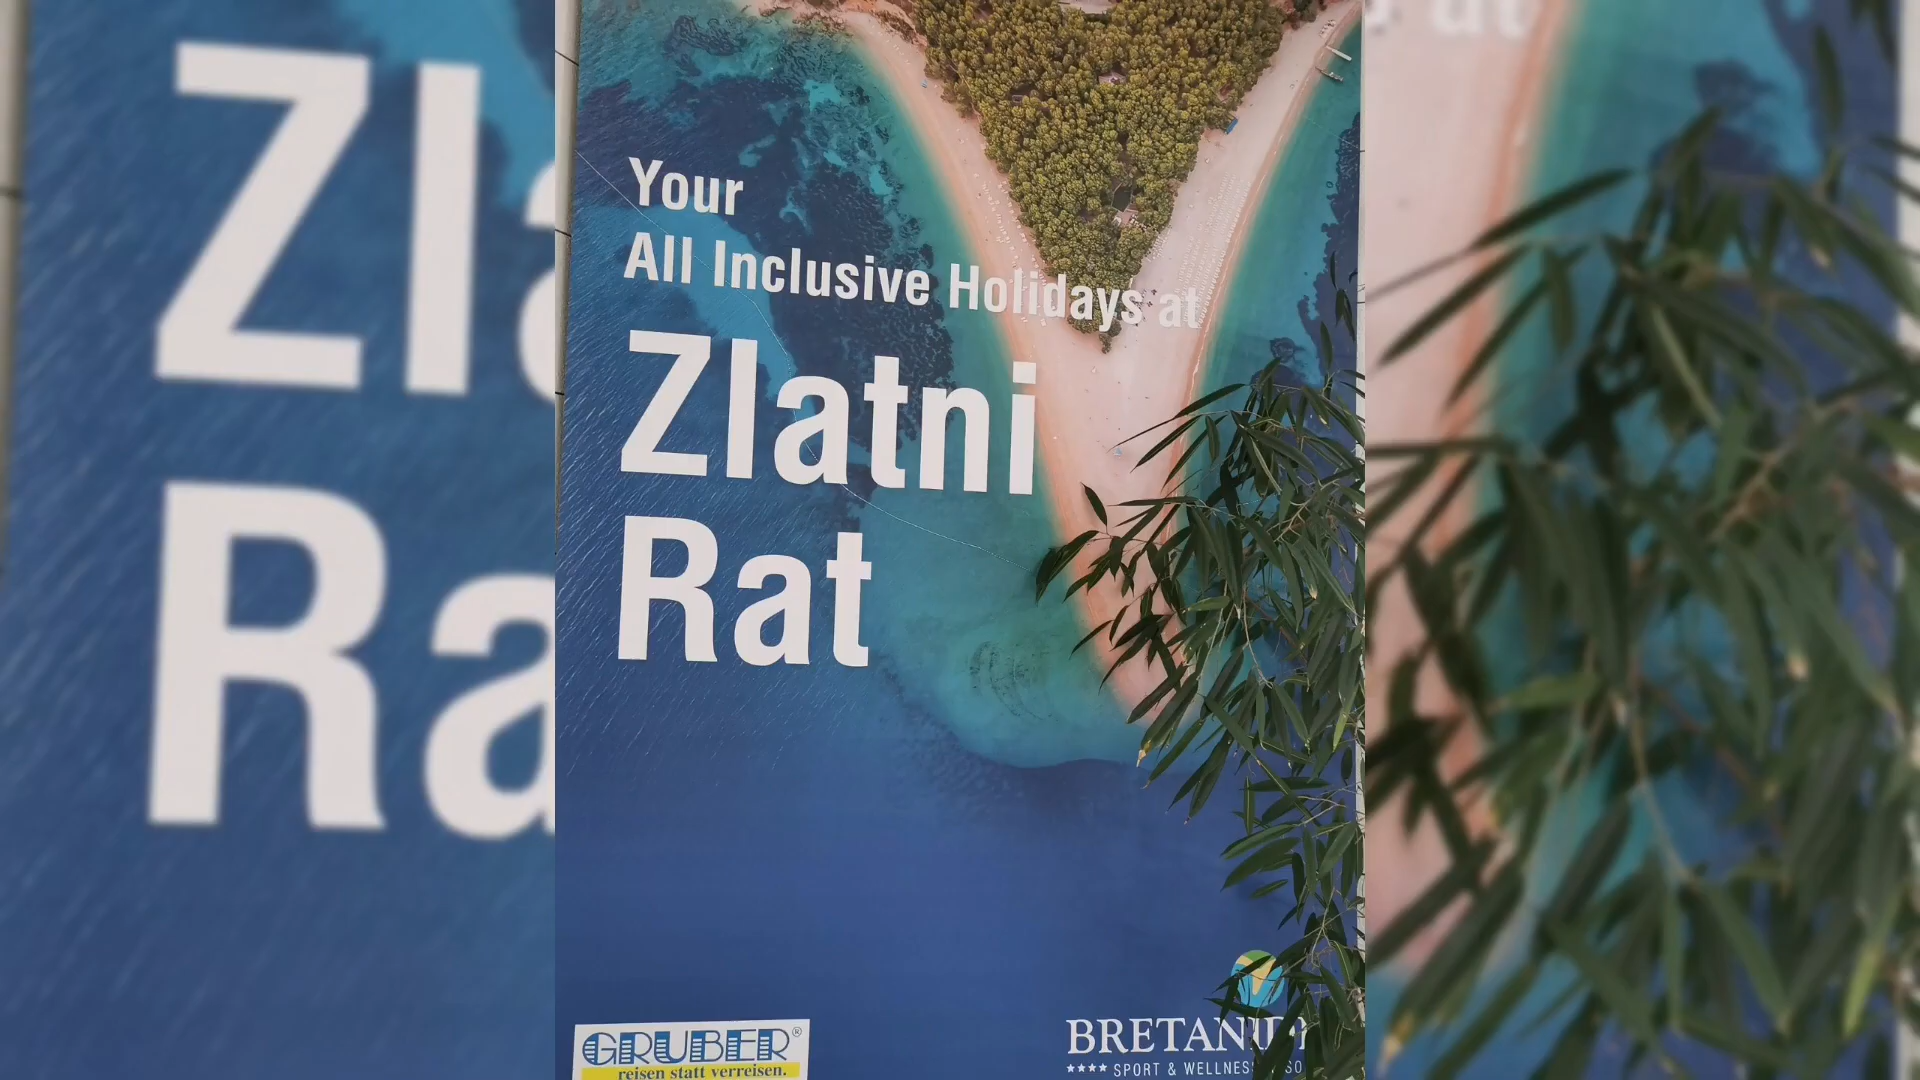 Your
All Inclusive Holidays at
Zlatni
Rat
GRUBER®
reisen statt verreisen.
**** SPORT & WELLNESS